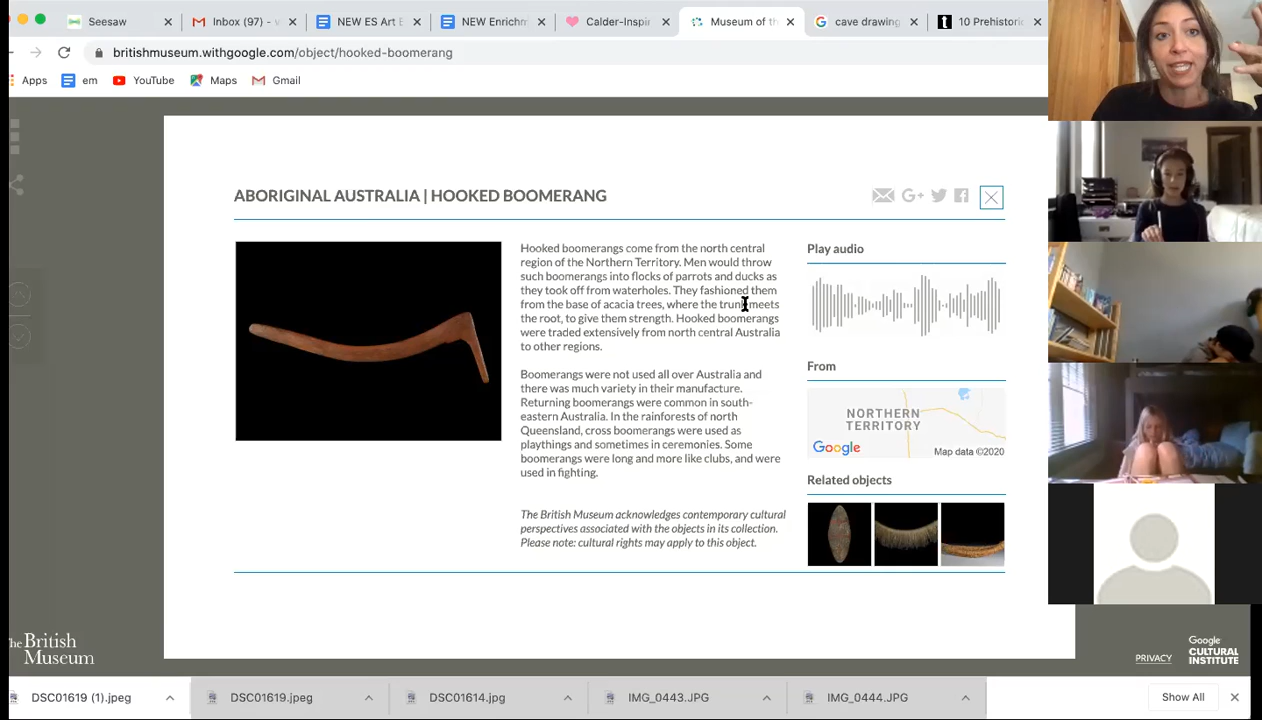 Seesaw
Inbox (97) - v
NEW ES Art E
NEW Enrichm
Calder-Inspi
Museum of th
cave drawing
10 Prehistori
britishmuseum.withgoogle.com/object/hooked-boomerang
Apps
em
YouTube
Maps
Gmail
ABORIGINAL AUSTRALIA | HOOKED BOOMERANG
Hooked boomerangs come from the north central
region of the Northern Territory. Men would throw
such boomerangs into flocks of parrots and ducks as
they took off from waterholes. They fashioned them
from the base of acacia trees, where the trunk meets
the root, to give them strength. Hooked boomerangs
were traded extensively from north central Australia
to other regions.
Boomerangs were not used all over Australia and
there was much variety in their manufacture.
Returning boomerangs were common in south-
eastern Australia. In the rainforests of north
Queensland, cross boomerangs were used as
playthings and sometimes in ceremonies. Some
boomerangs were long and more like clubs, and were
used in fighting.
The British Museum acknowledges contemporary cultural
perspectives associated with the objects in its collection.
Please note: cultural rights may apply to this object.
G+
Play audio
From
NORTHERN
TERRITORY
Google
Map data ©2020
Related objects
The British
Museum
PRIVACY
Google
CULTURAL
INSTITUTE
DSC01619 (1).jpeg
DSC01619.jpeg
DSC01614.jpg
IMG_0443.JPG
IMG_0444.JPG
Show All